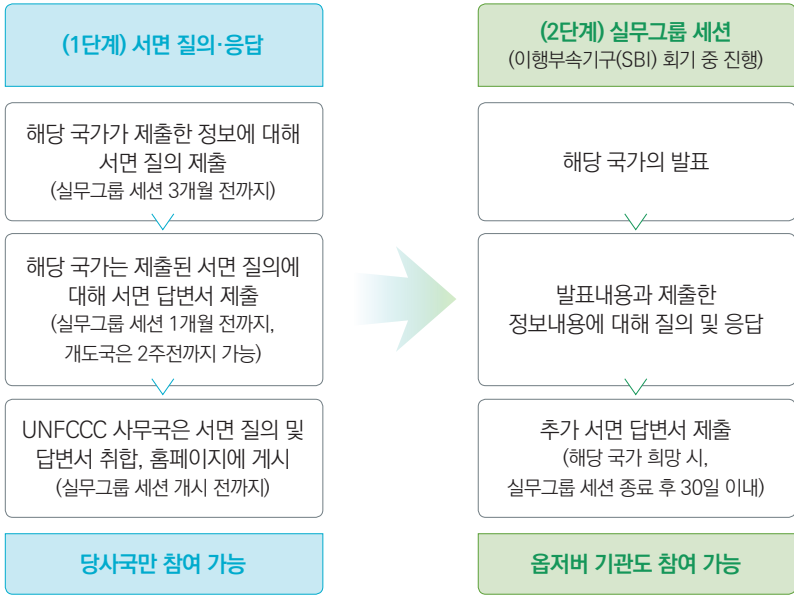 (1단계) 서면 질의·응답
해당 국가가 제출한 정보에 대해
서면 질의 제출
(실무그룹 세션 3개월 전까지)
해당 국가는 제출된 서면 질의에
대해 서면 답변서 제출
(실무그룹 세션 1개월 전까지,
개도국은 2주전까지 가능)
UNFCCC 사무국은 서면 질의 및
답변서 취합, 홈페이지에 게시
(실무그룹 세션 개시 전까지)
당사국만 참여 가능
(2단계) 실무그룹 세션
(이행부속기구(SBI) 회기 중 진행)
해당 국가의 발표
발표내용과 제출한
정보내용에 대해 질의 및 응답
추가 서면 답변서 제출
(해당 국가 희망 시,
실무그룹 세션 종료 후 30일 이내)
옵저버 기관도 참여 가능